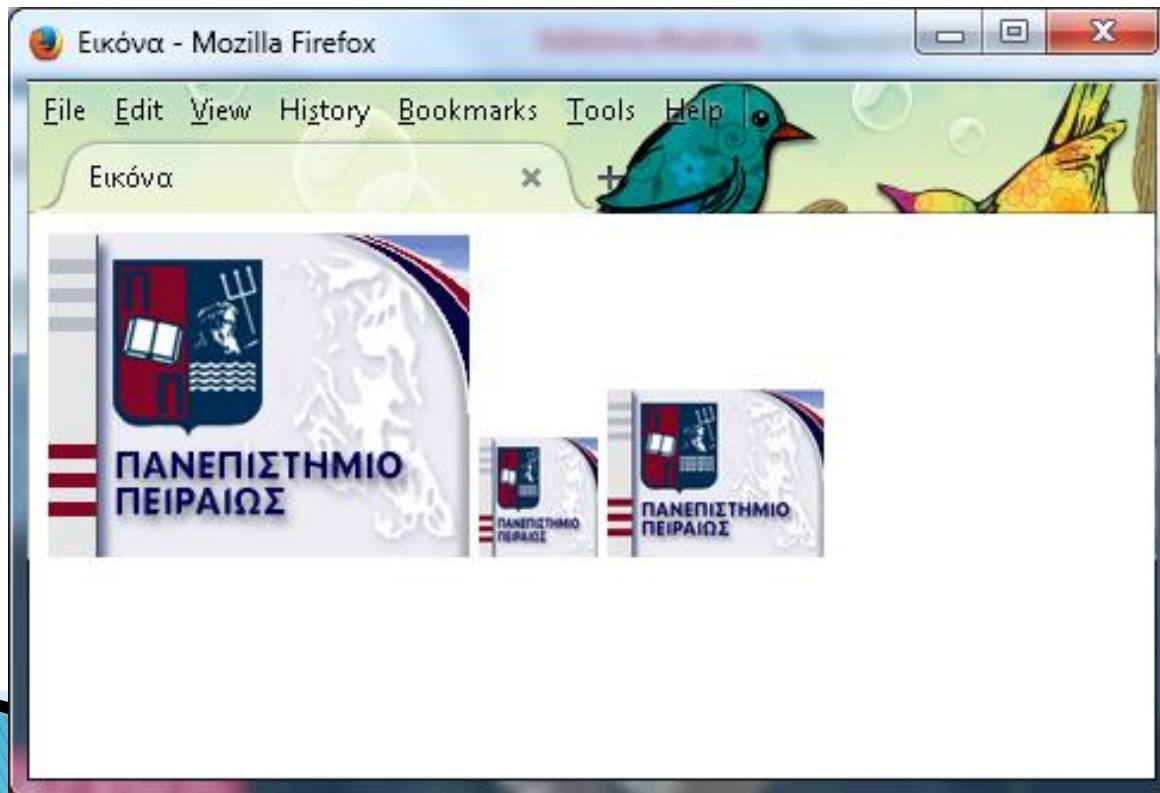 Εικόνα - Mozilla Firefox
File Edit View History Bookmarks Tools Help
Εικόνα
ΠΑΝΕΠΙΣΤΗΜΙΟ
ΠΕΙΡΑΙΩΣ
ΠΑΝΕΠΙΣΤΗΜΙΟ
ΠΕΙΡΑΙΩΣ
ΠΑΝΕΠΙΣΤΗΜΙΟ
ΠΕΙΡΑΙΩΣ